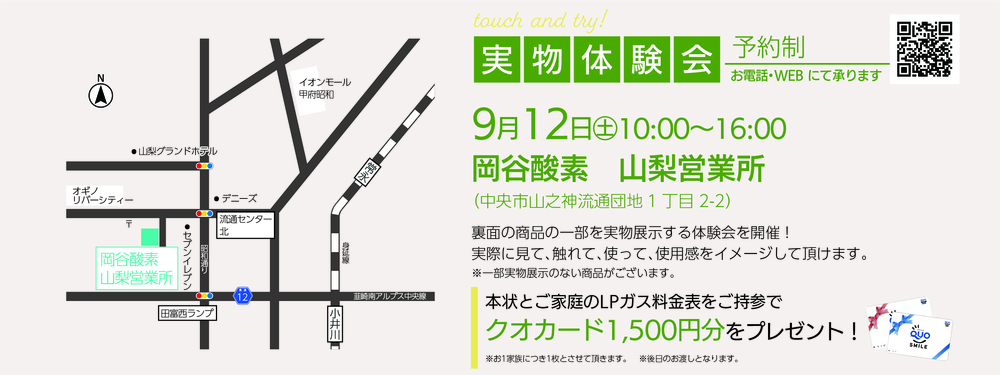 N
イオンモール
甲府昭和
山梨グランドホテル
常永
オギノ
リバーシティー
デニーズ
流通センター
北
〒
セブンイレブン
昭和通り
身延線
岡谷酸素
山梨営業所
12
韮崎南アルプス中央線
田富西ランプ
小井川
touch and try!
実物体験会
予約制
お電話・WEB にて承ります
9月12日㊏10:00〜16:00
岡谷酸素　山梨営業所
（中央市山之神流通団地 1 丁目 2-2）
裏面の商品の一部を実物展示する体験会を開催！
実際に見て、触れて、使って、使用感をイメージして頂けます。
※一部実物展示のない商品がございます。
本状とご家庭のLPガス料金表をご持参で
クオカード1,500円分をプレゼント！
※お1家族につき1枚とさせて頂きます。　※後日のお渡しとなります。
QUO
SMILE